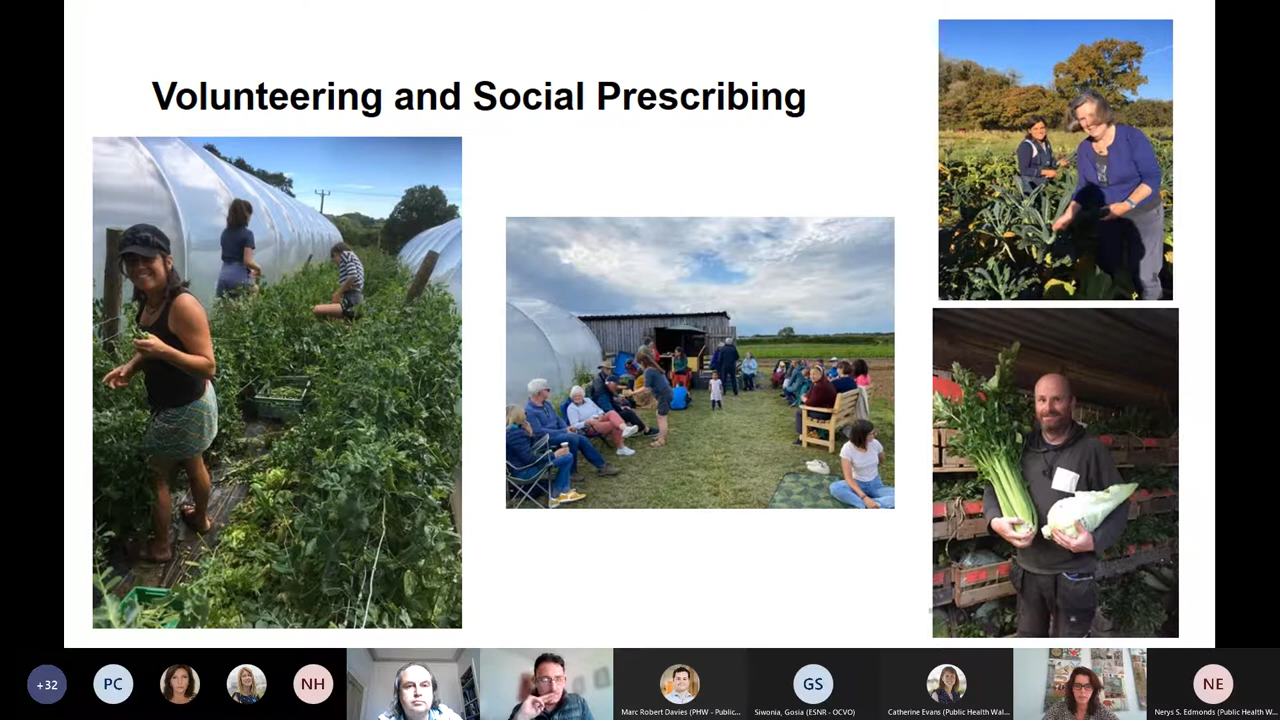 Volunteering and Social Prescribing
+32
PC
NH
Marc Robert Davies (PHW - Public...
GS
Siwonia, Gosia (ESNR - OCVO)
Catherine Evans (Public Health Wal...
NE
Nerys S. Edmonds (Public Health W...